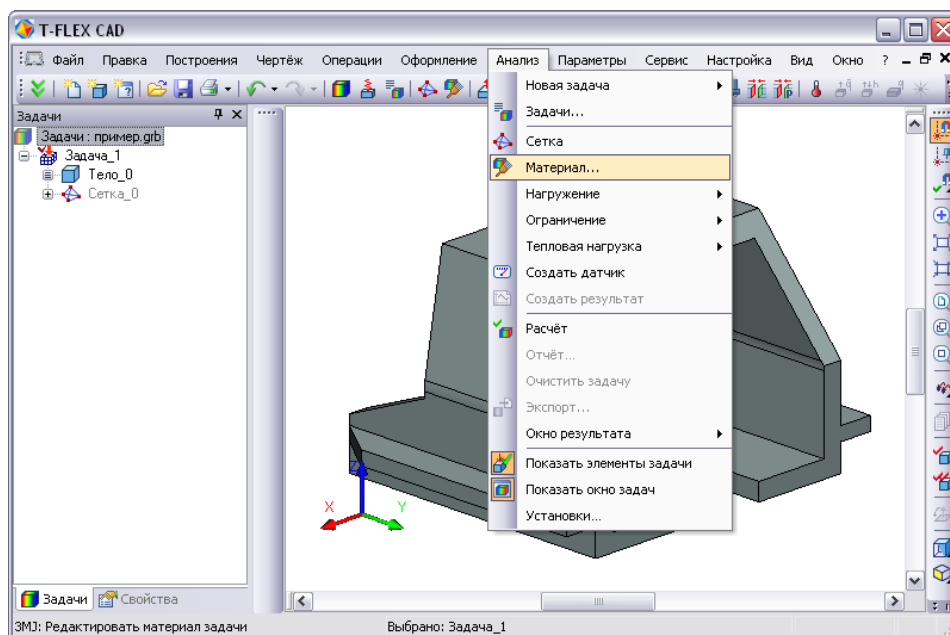 T-FLEX CAD
Файл Правка Построения Чертёж Операции Оформление Анализ Параметры Сервис Настройка Вид Окно ?
Задачи
Задачи : пример.grb
Задача_1
Тело_0
Сетка_0
Новая задача
Задачи...
Сетка
Материал...
Нагружение
Ограничение
Тепловая нагрузка
Создать датчик
Создать результат
Расчёт
Отчёт...
Очистить задачу
Экспорт...
Окно результата
Показать элементы задачи
Показать окно задач
Установки...
X
Y
Задачи Свойства
3MJ: Редактировать материал задачи Выбрано: Задача_1